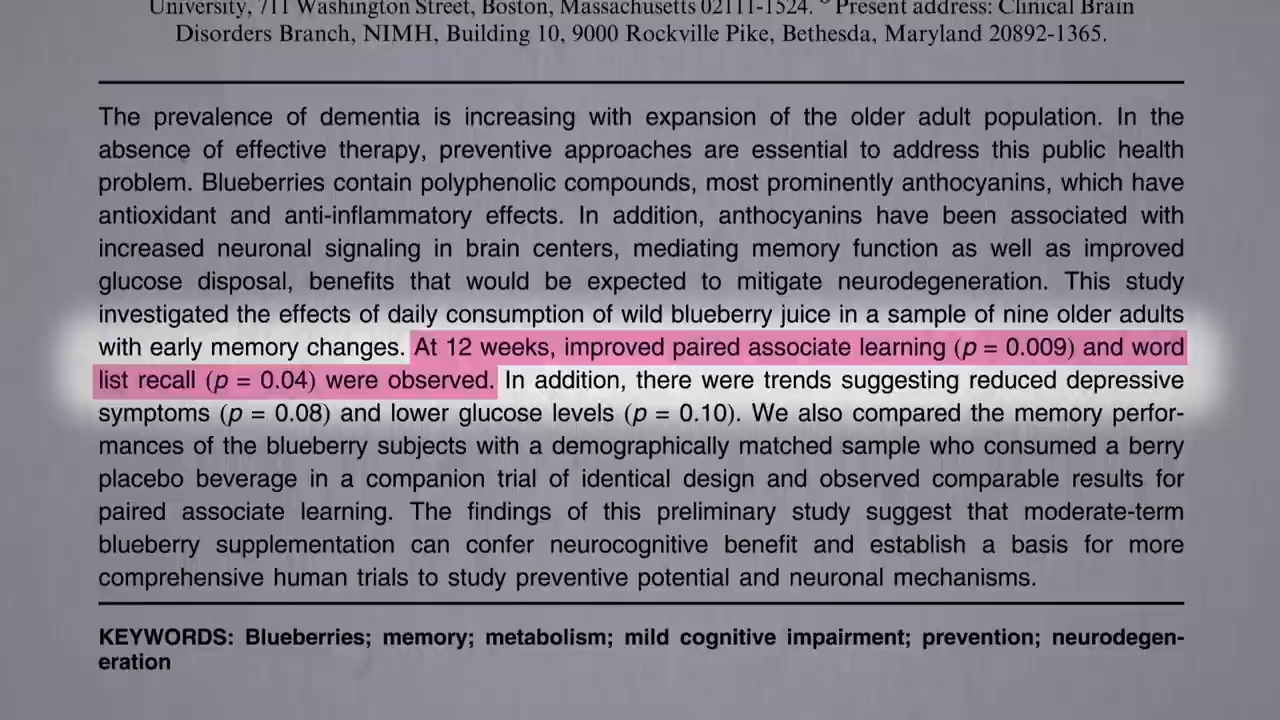 University, 711 Washington Street, Boston, Massachusetts 02111-1524. Present address: Clinical Brain
Disorders Branch, NIMH, Building 10, 9000 Rockville Pike, Bethesda, Maryland 20892-1365.
The prevalence of dementia is increasing with expansion of the older adult population. In the
absence of effective therapy, preventive approaches are essential to address this public health
problem. Blueberries contain polyphenolic compounds, most prominently anthocyanins, which have
antioxidant and anti-inflammatory effects. In addition, anthocyanins have been associated with
increased neuronal signaling in brain centers, mediating memory function as well as improved
glucose disposal, benefits that would be expected to mitigate neurodegeneration. This study
investigated the effects of daily consumption of wild blueberry juice in a sample of nine older adults
with early memory changes. At 12 weeks, improved paired associate learning (p = 0.009) and word
list recall (p = 0.04) were observed. In addition, there were trends suggesting reduced depressive
symptoms (p = 0.08) and lower glucose levels (p = 0.10). We also compared the memory perfor-
mances of the blueberry subjects with a demographically matched sample who consumed a berry
placebo beverage in a companion trial of identical design and observed comparable results for
paired associate learning. The findings of this preliminary study suggest that moderate-term
blueberry supplementation can confer neurocognitive benefit and establish a basis for more
comprehensive human trials to study preventive potential and neuronal mechanisms.
KEYWORDS: Blueberries; memory; metabolism; mild cognitive impairment; prevention; neurodegen-
eration